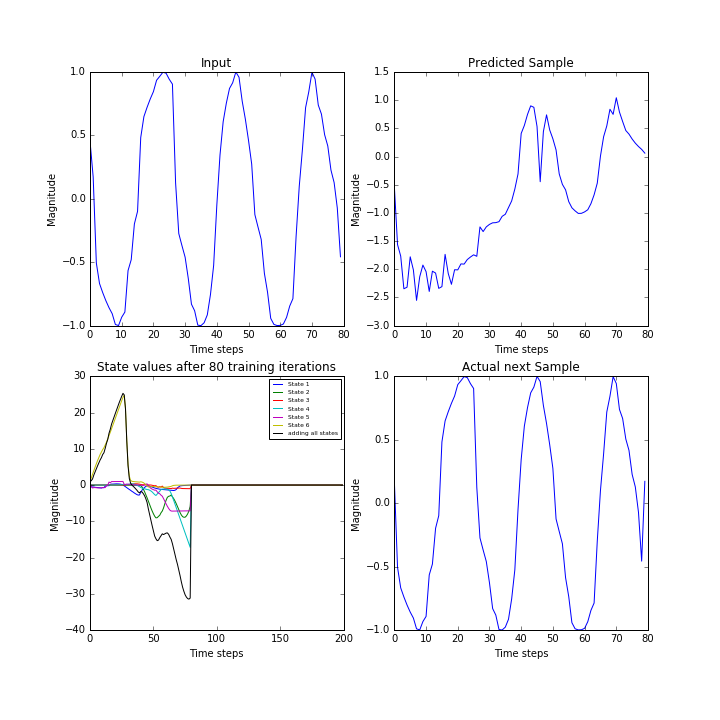 Input
Magnitude
1.0
0.5
0.0
−0.5
−1.0
0 10 20 30 40 50 60 70 80
Time steps
Predicted Sample
Magnitude
1.5
1.0
0.5
0.0
−0.5
−1.0
−1.5
−2.0
−2.5
−3.0
0 10 20 30 40 50 60 70 80
Time steps
State values after 80 training iterations
Magnitude
30
20
10
0
−10
−20
−30
−40
0 50 100 150 200
Time steps
State 1
State 2
State 3
State 4
State 5
State 6
adding all states
Actual next Sample
Magnitude
1.0
0.5
0.0
−0.5
−1.0
0 10 20 30 40 50 60 70 80
Time steps